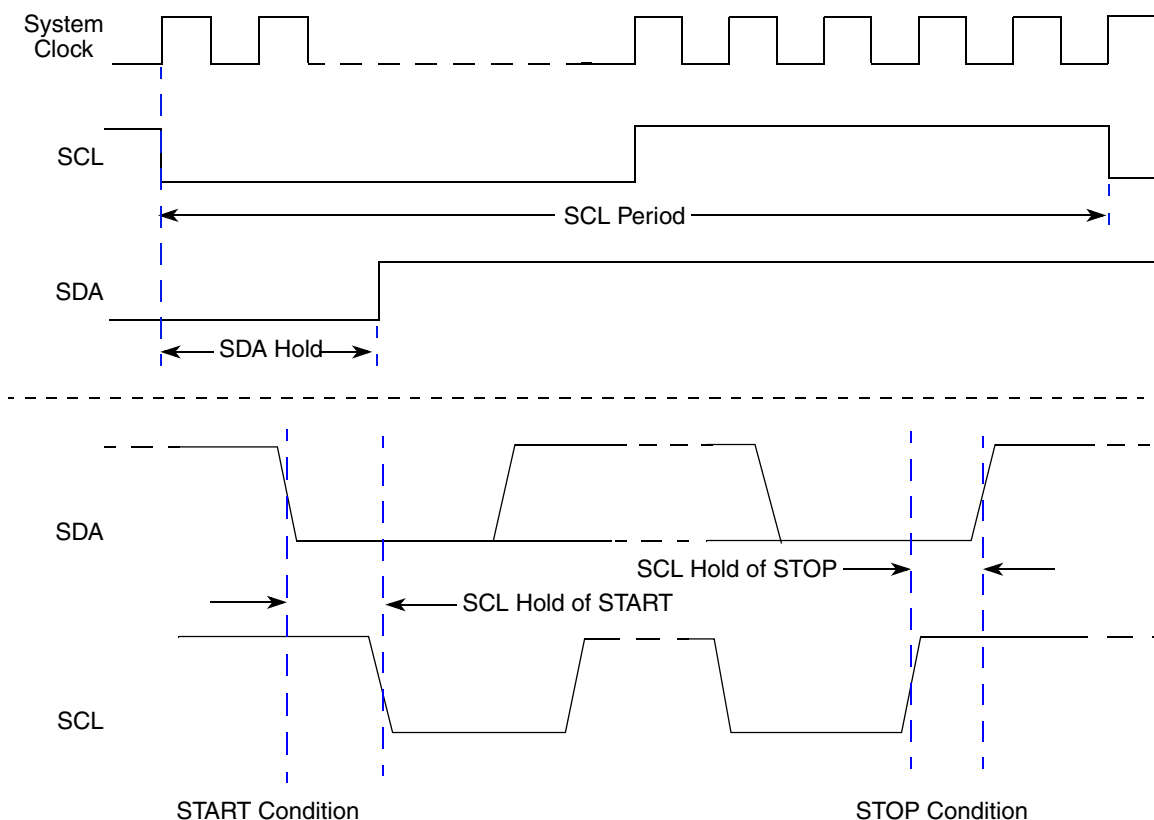 System
Clock
SCL
SCL Period
SDA
SDA Hold
SDA
SCL Hold of STOP
SCL Hold of START
SCL
START Condition
STOP Condition